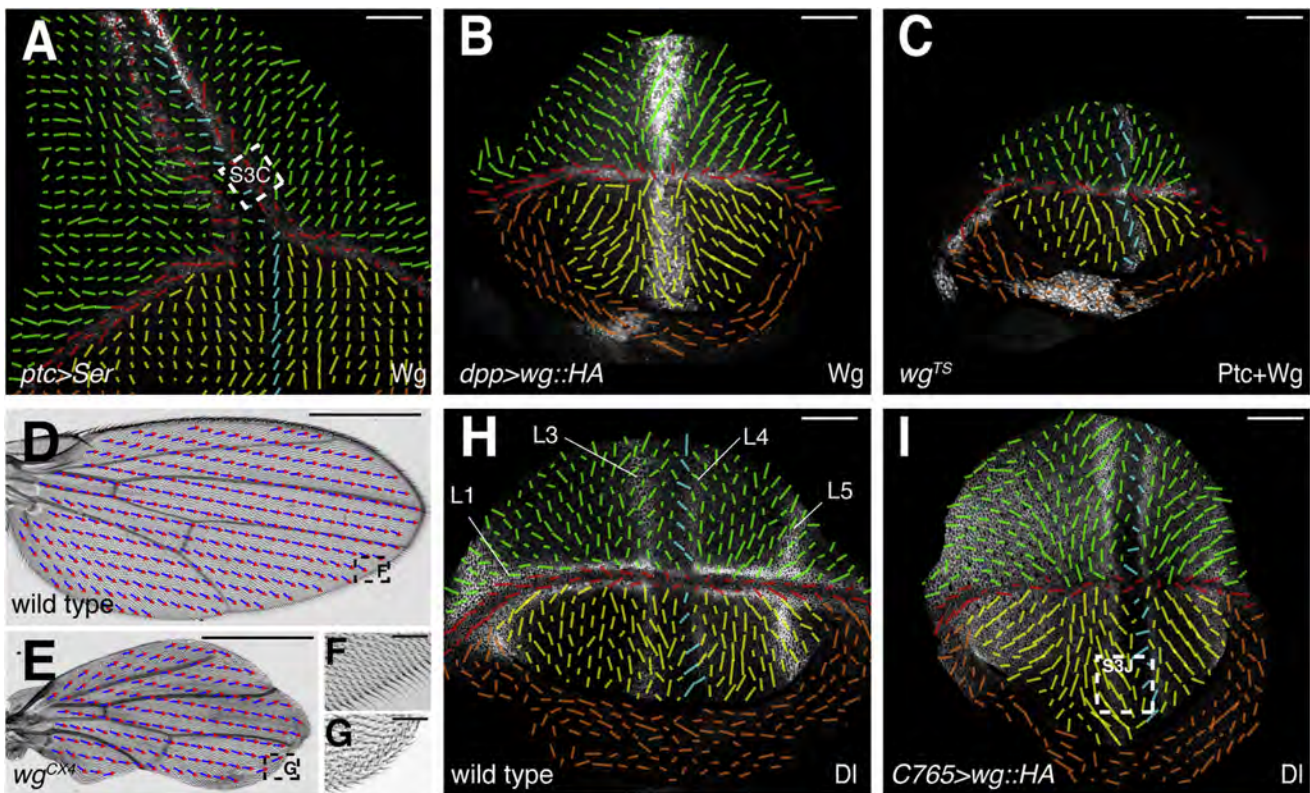 A
S3C
ptc>Ser
Wg
B
dpp>wg::HA
Wg
C
wgTS
Ptc+Wg
D
F
wild type
E
G
wgCX4
F
G
H
L3
L4
L1
L5
wild type
Dl
I
S3J
C765>wg::HA
Dl